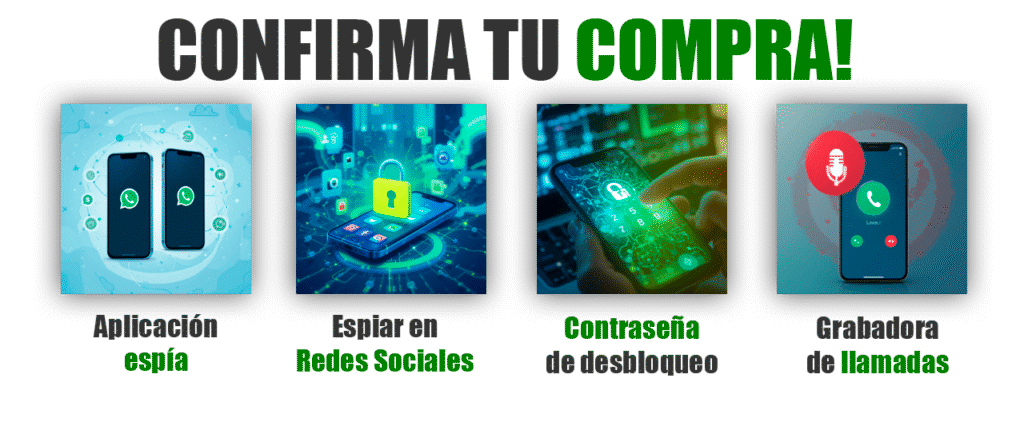 CONFIRMA TU COMPRA!
Aplicación
espía
Espiar en
Redes Sociales
Contraseña
de desbloqueo
Grabadora
de llamadas